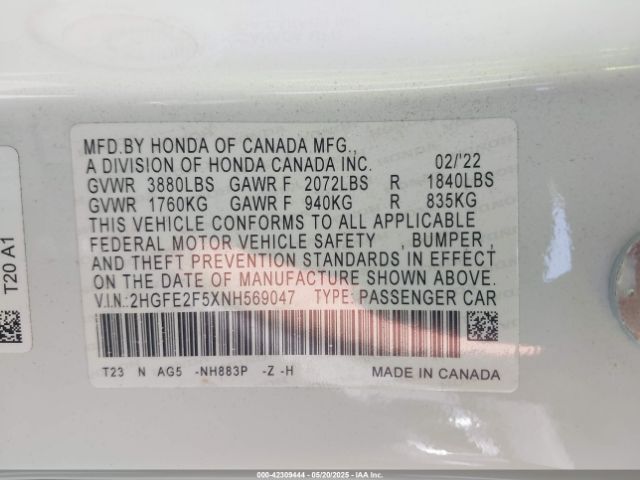 MFD.BY HONDA OF CANADA MFG.,
A DIVISION OF HONDA CANADA INC. 02/'22
GVWR 3880LBS GAWR F 2072LBS R 1840LBS
GVWR 1760KG GAWR F 940KG R 835KG
THIS VEHICLE CONFORMS TO ALL APPLICABLE
FEDERAL MOTOR VEHICLE SAFETY , BUMPER ,
AND THEFT PREVENTION STANDARDS IN EFFECT
ON THE DATE OF MANUFACTURE SHOWN ABOVE.
V.I.N.:2HGFE2F5XNH569047 TYPE: PASSENGER CAR
T23 N AG5 -NH883P -Z -H MADE IN CANADA
T20 A1
000-42309444 - 05/20/2025 - IAA